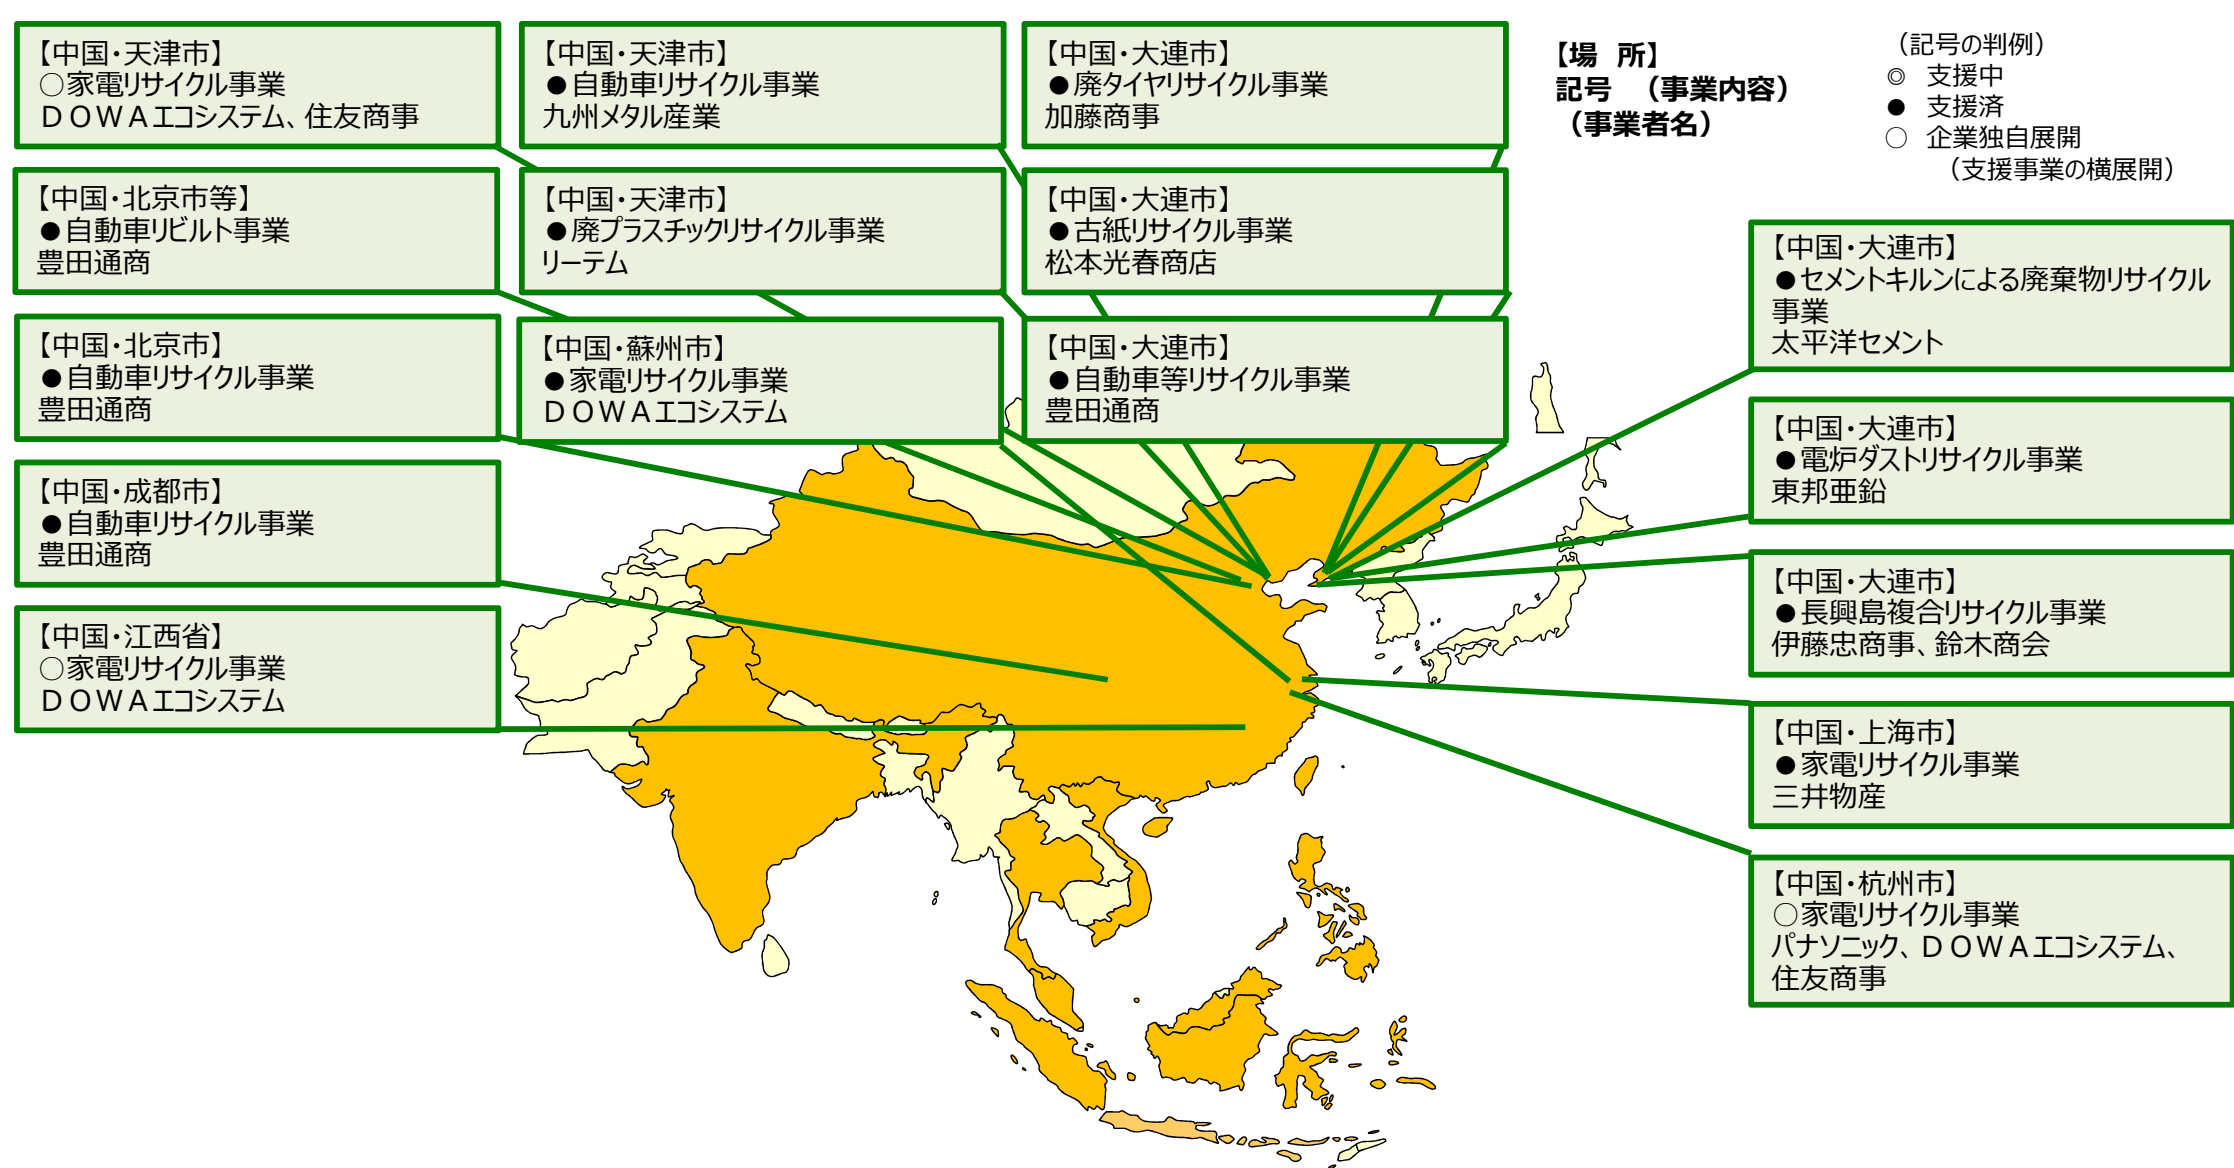 【中国・天津市】
○家電リサイクル事業
DOWAエコシステム、住友商事
【中国・天津市】
●自動車リサイクル事業
九州メタル産業
【中国・大連市】
●廃タイヤリサイクル事業
加藤商事
【場 所】
記号 （事業内容）
（事業者名）
（記号の判例）
◎ 支援中
● 支援済
○ 企業独自展開
（支援事業の横展開）
【中国・北京市等】
●自動車リビルト事業
豊田通商
【中国・天津市】
●廃プラスチックリサイクル事業
リーテム
【中国・大連市】
●古紙リサイクル事業
松本光春商店
【中国・大連市】
●セメントキルンによる廃棄物リサイクル
事業
太平洋セメント
【中国・北京市】
●自動車リサイクル事業
豊田通商
【中国・蘇州市】
●家電リサイクル事業
DOWAエコシステム
【中国・大連市】
●自動車等リサイクル事業
豊田通商
【中国・大連市】
●電炉ダストリサイクル事業
東邦亜鉛
【中国・成都市】
●自動車リサイクル事業
豊田通商
【中国・大連市】
●長興島複合リサイクル事業
伊藤忠商事、鈴木商会
【中国・江西省】
○家電リサイクル事業
DOWAエコシステム
【中国・上海市】
●家電リサイクル事業
三井物産
【中国・杭州市】
○家電リサイクル事業
パナソニック、DOWAエコシステム、
住友商事